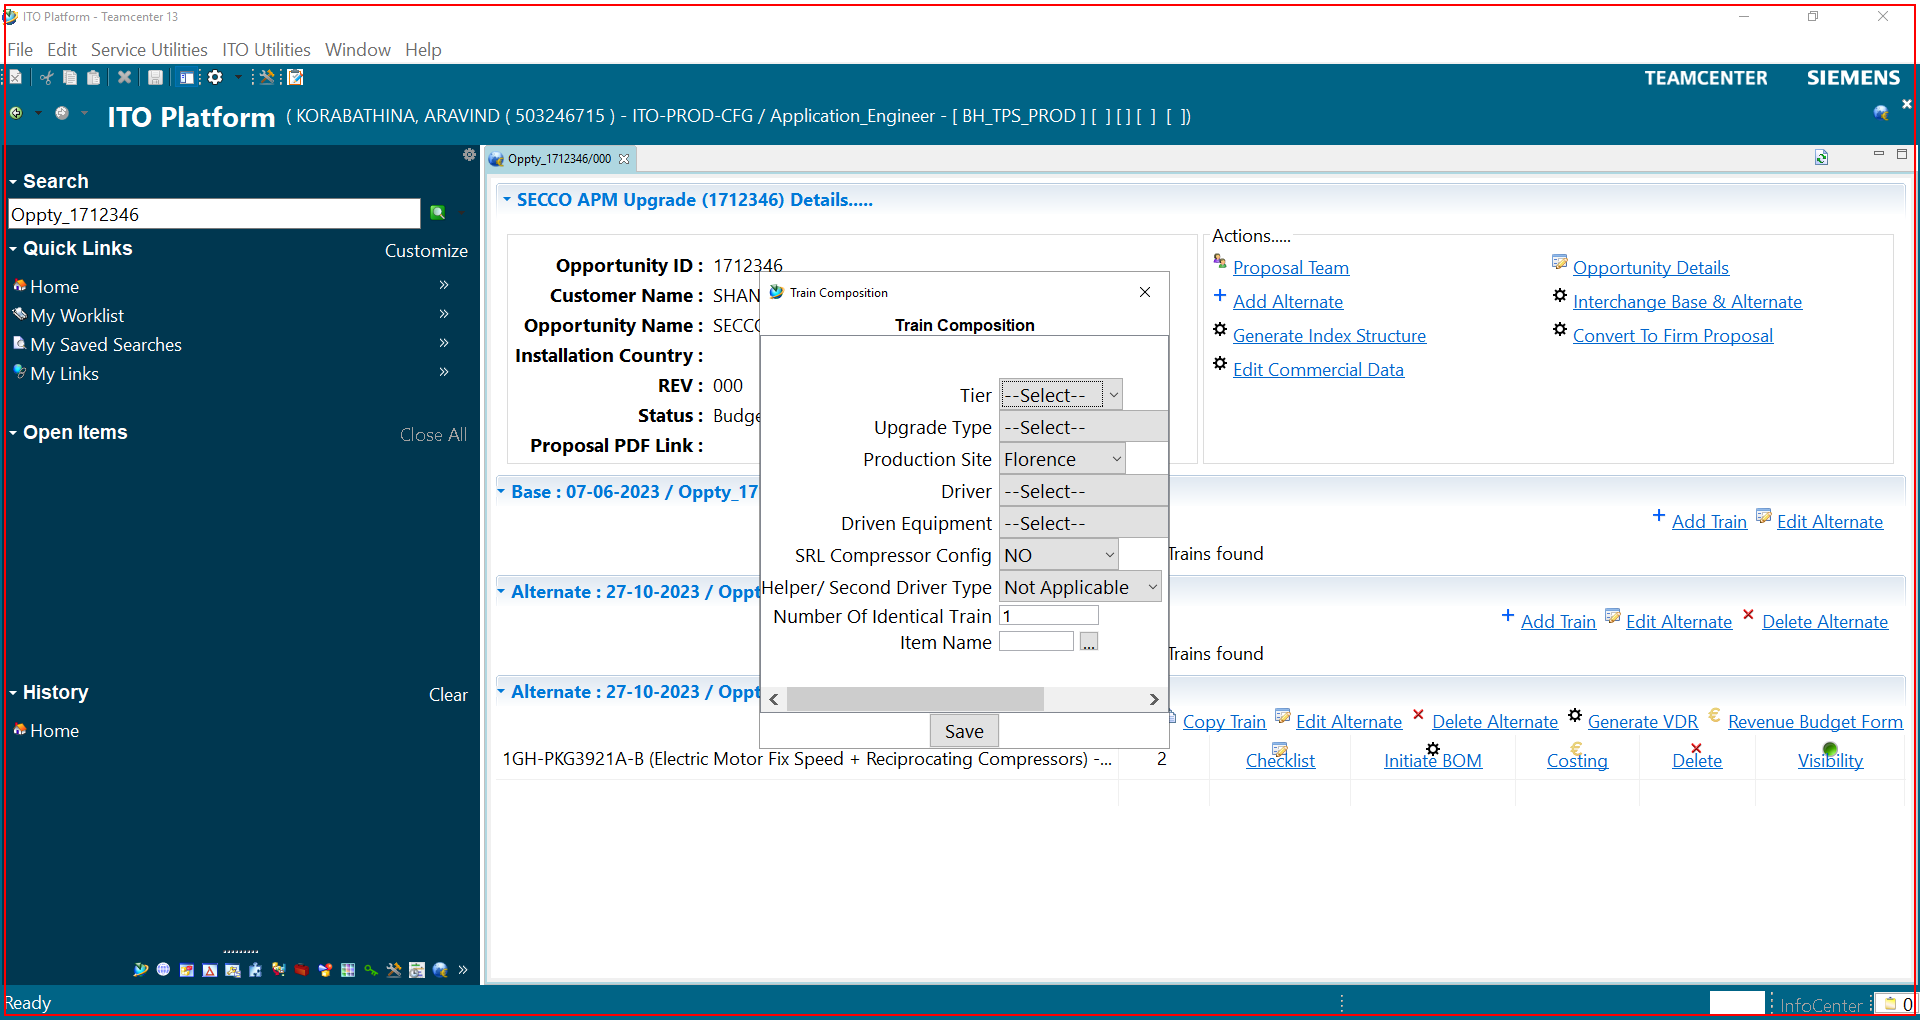 ITO Platform - Teamcenter 13
File Edit Service Utilities ITO Utilities Window Help
TEAMCENTER SIEMENS
ITO Platform ( KORABATHINA, ARAVIND ( 503246715 ) - ITO-PROD-CFG / Application_Engineer - [ BH_TPS_PROD ] [ ] [ ] [ ] [ ])
Search
Oppty_1712346
Quick Links Customize
Home »
My Worklist »
My Saved Searches »
My Links »
Open Items Close All
History Clear
Home
»
Oppty_1712346/000
SECCO APM Upgrade (1712346) Details.....
Opportunity ID : 1712346
Customer Name : SHAN
Opportunity Name : SECC
Installation Country :
REV : 000
Status : Budge
Proposal PDF Link :
Actions.....
Proposal Team Opportunity Details
Add Alternate Interchange Base & Alternate
Generate Index Structure Convert To Firm Proposal
Edit Commercial Data
Base : 07-06-2023 / Oppty_17
Add Train Edit Alternate
Trains found
Alternate : 27-10-2023 / Oppt
Add Train Edit Alternate Delete Alternate
Trains found
Alternate : 27-10-2023 / Oppt
Copy Train Edit Alternate Delete Alternate Generate VDR Revenue Budget Form
1GH-PKG3921A-B (Electric Motor Fix Speed + Reciprocating Compressors) -... 2 Checklist Initiate BOM Costing Delete Visibility
Train Composition
Train Composition
Tier --Select--
Upgrade Type --Select--
Production Site Florence
Driver --Select--
Driven Equipment --Select--
SRL Compressor Config NO
Helper/ Second Driver Type Not Applicable
Number Of Identical Train 1
Item Name ...
Save
Ready InfoCenter 0